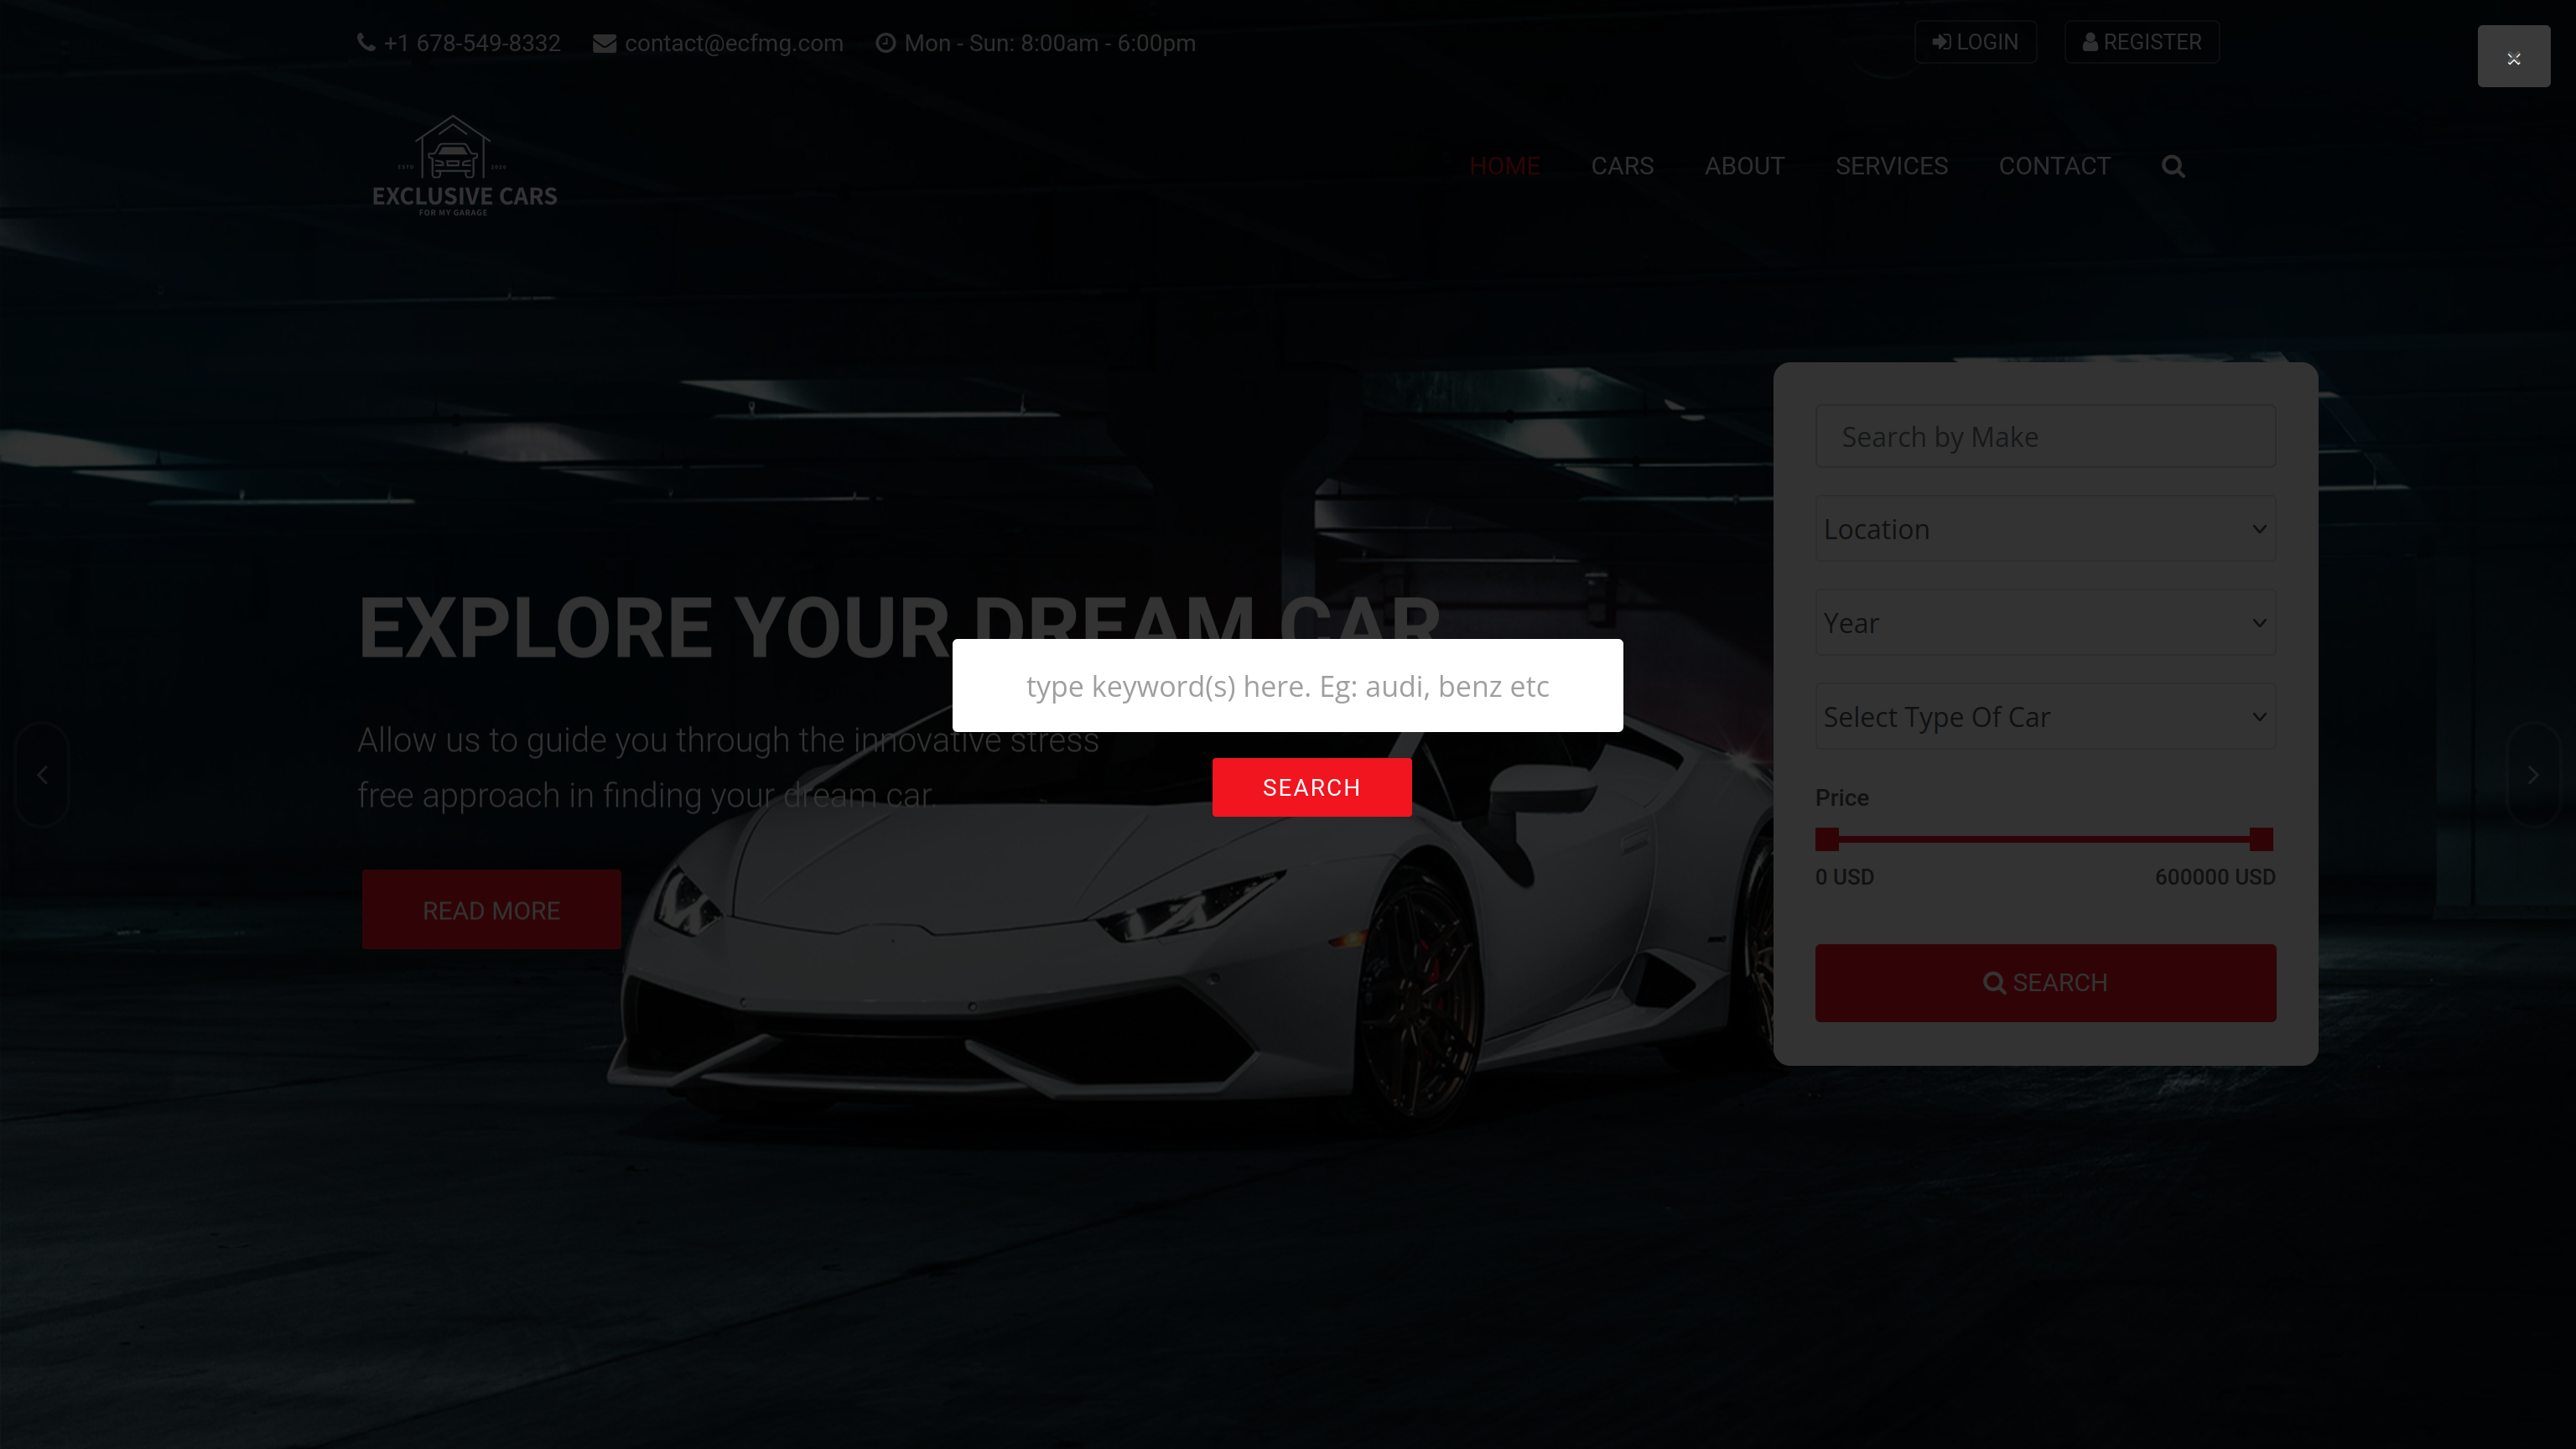 +1 678-549-8332 contact@ecfmg.com Mon - Sun: 8:00am - 6:00pm LOGIN REGISTER
×
ESTD 2020
EXCLUSIVE CARS
FOR MY GARAGE
HOME CARS ABOUT SERVICES CONTACT
Search by Make
Location
Year
Select Type Of Car
Price
0 USD 600000 USD
SEARCH
EXPLORE YOUR DREAM CAR
type keyword(s) here. Eg: audi, benz etc
Allow us to guide you through the innovative stress
free approach in finding your dream car.
SEARCH
READ MORE